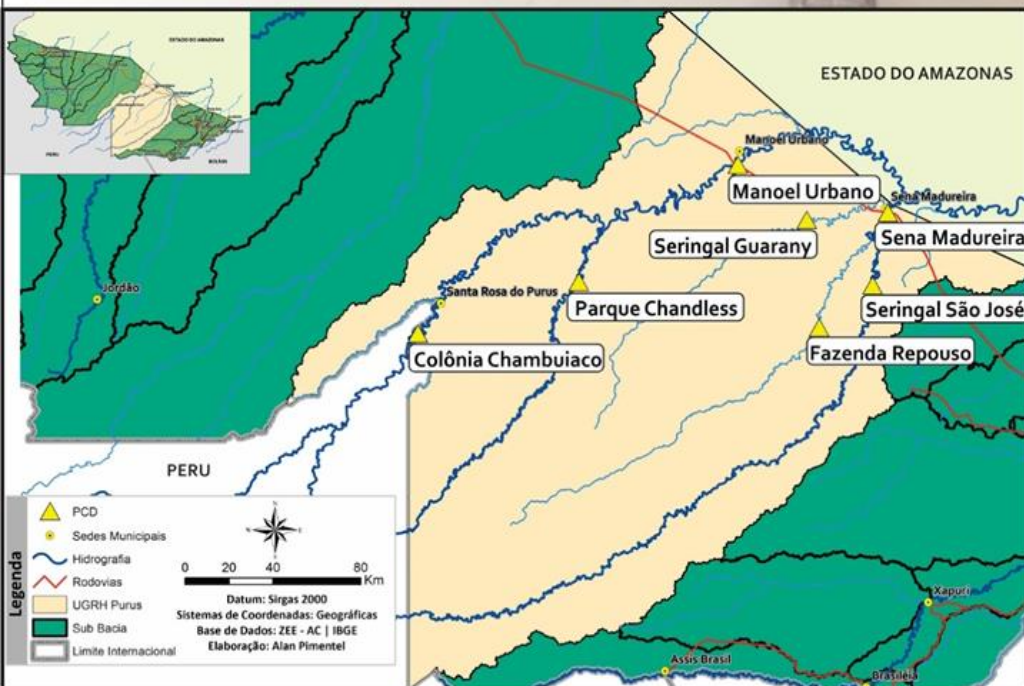 ESTADO DO AMAZONAS
PERU
ESTADO DO AMAZONAS
Manoel Urbano
Manoel Urbano
Sena Madureira
Seringal Guarany
Sena Madureira
Jordão
Santa Rosa do Purus
Parque Chandless
Seringal São José
Colônia Chambuiaco
Fazenda Repouso
PERU
Legenda
PCD
Sedes Municipais
Hidrografia
Rodovias
UGRH Purus
Sub Bacia
Limite Internacional
0 20 40 80
Km
Datum: Sirgas 2000
Sistemas de Coordenadas: Geográficas
Base de Dados: ZEE - AC | IBGE
Elaboração: Alan Pimentel
Xapuri
Assis Brasil
Brasileia